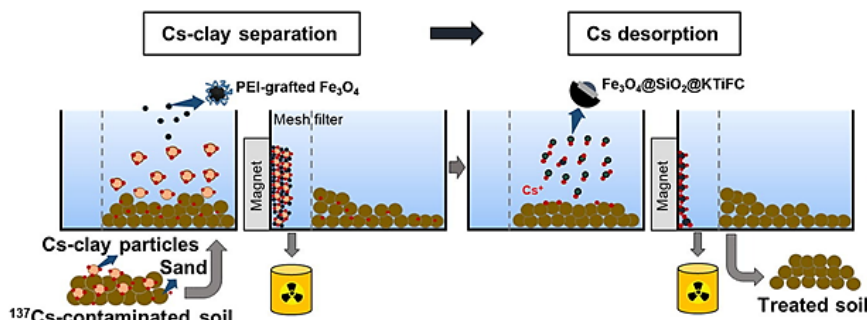 Cs-clay separation
Cs desorption
PEI-grafted Fe₃O₄
Fe₃O₄@SiO₂@KTiFC
Mesh filter
Magnet
Cs⁺
Magnet
Cs-clay particles
Sand
¹³⁷Cs-contaminated soil
Treated soil